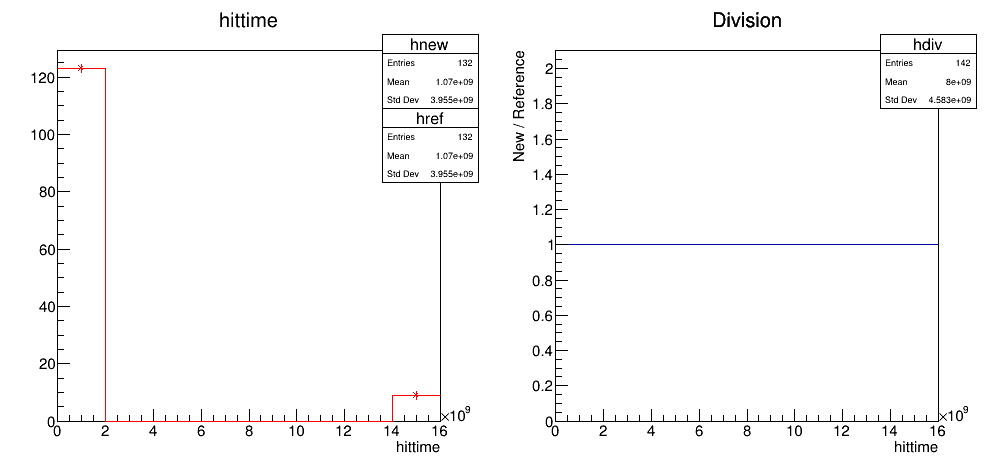 hittime
hnew
Entries 132
Mean 1.07e+09
Std Dev 3.955e+09
href
Entries 132
Mean 1.07e+09
Std Dev 3.955e+09
120
100
80
60
40
20
0
0 2 4 6 8 10 12 14 16
×10⁹
hittime
Division
hdiv
Entries 142
Mean 8e+09
Std Dev 4.583e+09
New / Reference
2
1.8
1.6
1.4
1.2
1
0.8
0.6
0.4
0.2
0
0 2 4 6 8 10 12 14 16
×10⁹
hittime